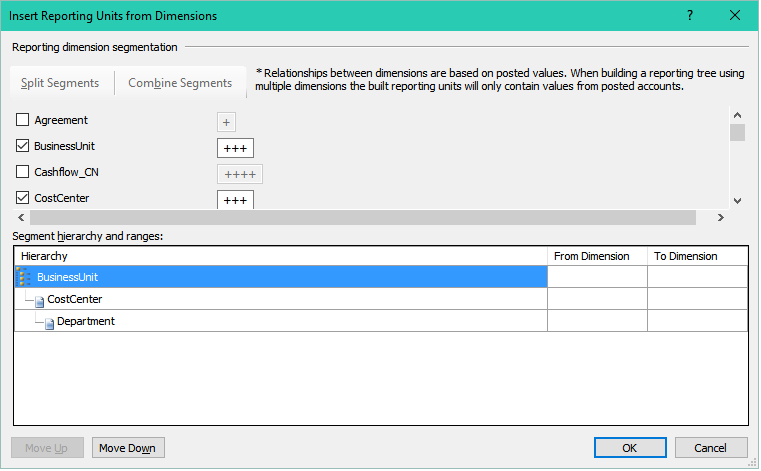 Insert Reporting Units from Dimensions
Reporting dimension segmentation
Split Segments
Combine Segments
* Relationships between dimensions are based on posted values. When building a reporting tree using
multiple dimensions the built reporting units will only contain values from posted accounts.
Agreement +
BusinessUnit +++
Cashflow_CN ++++
CostCenter +++
Segment hierarchy and ranges:
Hierarchy From Dimension To Dimension
BusinessUnit
CostCenter
Department
Move Up Move Down OK Cancel